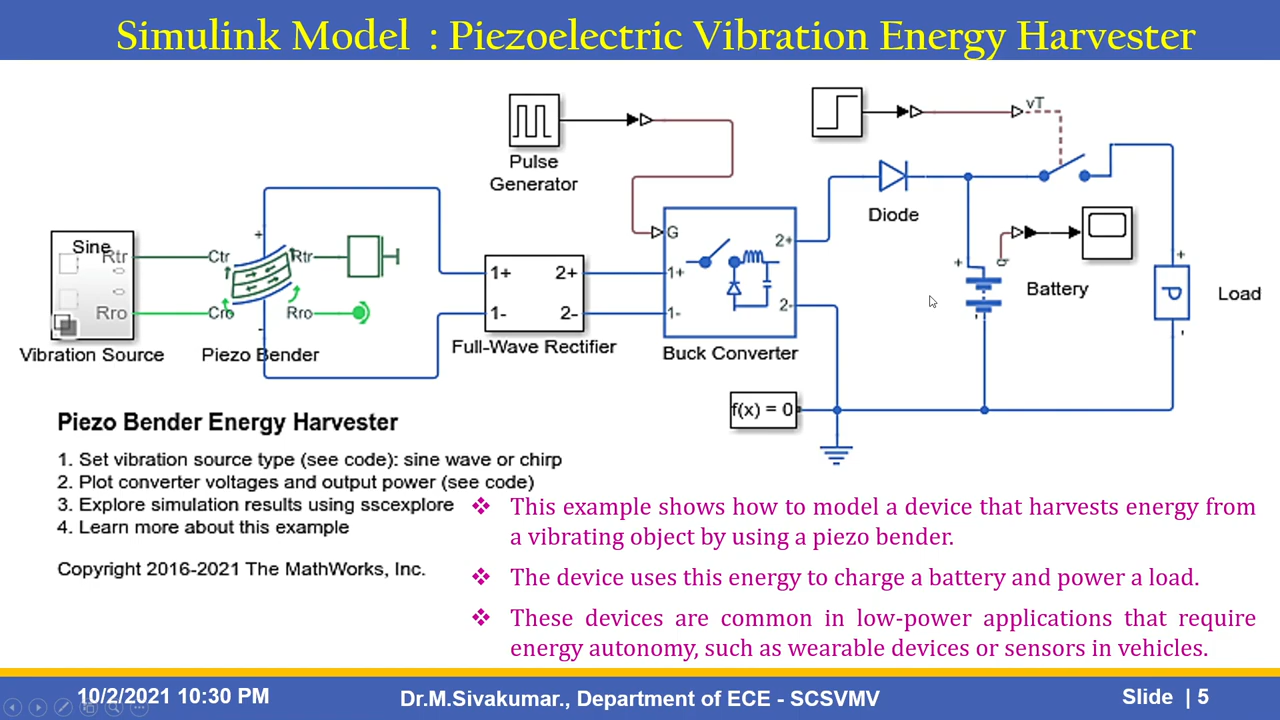 Simulink Model : Piezoelectric Vibration Energy Harvester
vT
Pulse
Generator
Diode
Sine
Rtr
Rro
+
Ctr
Cro
Rtr
Rro
-
1+
1-
2+
2-
G
1+
1-
2+
2-
+
Battery
+
Load
-
Vibration Source
Piezo Bender
Full-Wave Rectifier
Buck Converter
f(x) = 0
Piezo Bender Energy Harvester
1. Set vibration source type (see code): sine wave or chirp
2. Plot converter voltages and output power (see code)
3. Explore simulation results using sscexplore
4. Learn more about this example
Copyright 2016-2021 The MathWorks, Inc.
❖ This example shows how to model a device that harvests energy from
a vibrating object by using a piezo bender.
❖ The device uses this energy to charge a battery and power a load.
❖ These devices are common in low-power applications that require
energy autonomy, such as wearable devices or sensors in vehicles.
10/2/2021 10:30 PM
Dr.M.Sivakumar., Department of ECE - SCSVMV
Slide | 5